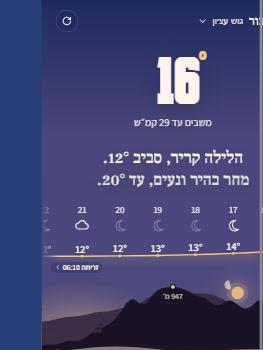 גוש עציון
16°
משבים עד 29 קמ״ש
הלילה קריר, סביב 12°.
מחר בהיר ונעים, עד 20°.
17 18 19 20 21
14° 13° 13° 12° 12°
זריחה 06:10
947 מ'